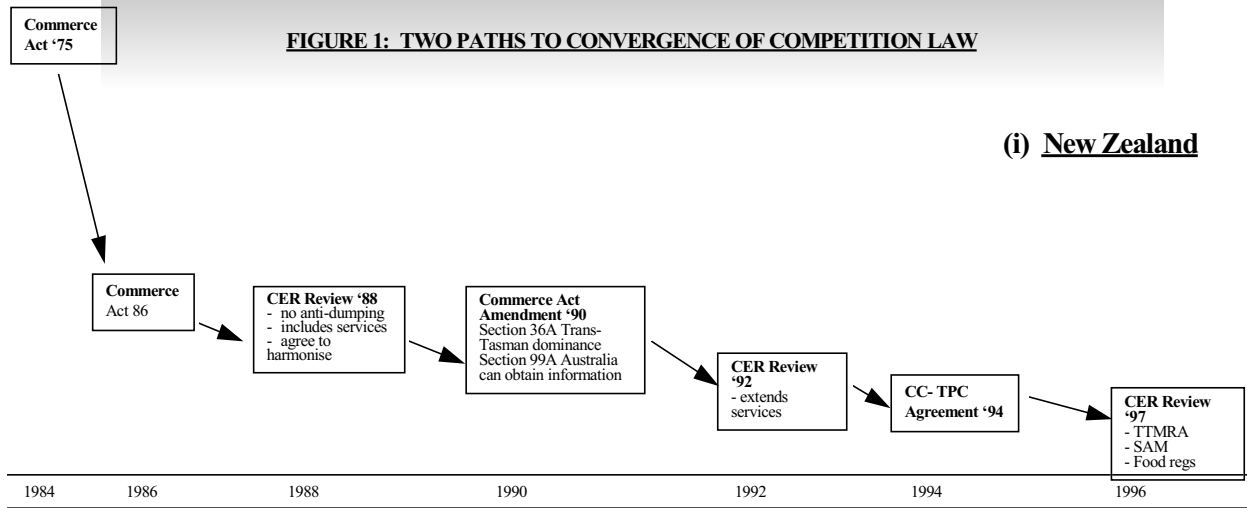 Commerce
Act ‘75
FIGURE 1: TWO PATHS TO CONVERGENCE OF COMPETITION LAW
(i) New Zealand
Commerce
Act 86
CER Review ‘88
- no anti-dumping
- includes services
- agree to
harmonise
Commerce Act
Amendment ‘90
Section 36A Trans-
Tasman dominance
Section 99A Australia
can obtain information
CER Review
‘92
- extends
services
CC- TPC
Agreement ‘94
CER Review
‘97
- TTMRA
- SAM
- Food regs
1984 1986 1988 1990 1992 1994 1996